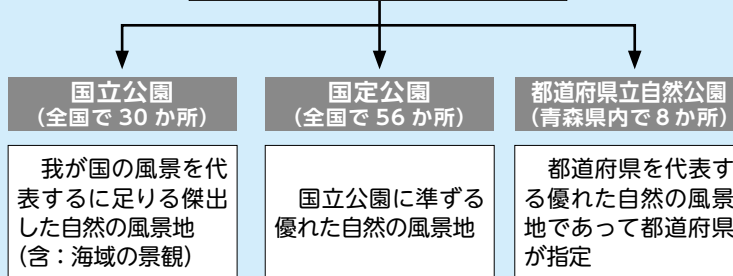 国立公園
(全国で 30 か所)
我が国の風景を代
表するに足りる傑出
した自然の風景地
(含：海域の景観)
国定公園
(全国で 56 か所)
国立公園に準ずる
優れた自然の風景地
都道府県立自然公園
(青森県内で 8 か所)
都道府県を代表す
る優れた自然の風景
地であって都道府県
が指定